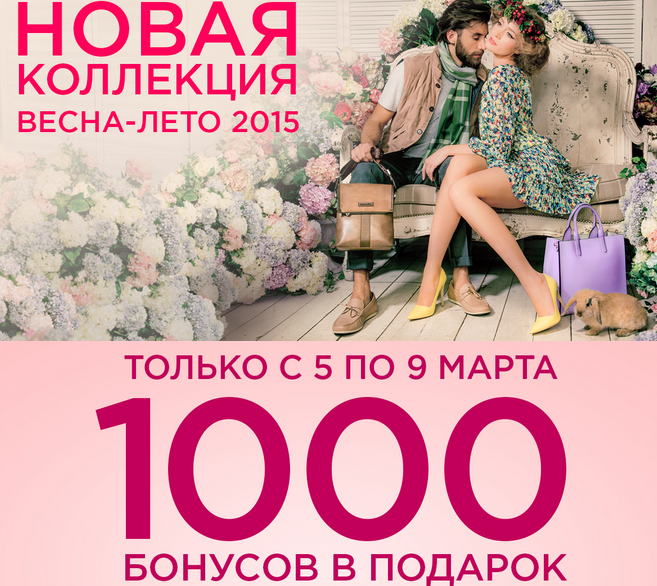 НОВАЯ
КОЛЛЕКЦИЯ
ВЕСНА-ЛЕТО 2015
ТОЛЬКО С 5 ПО 9 МАРТА
1000
БОНУСОВ В ПОДАРОК